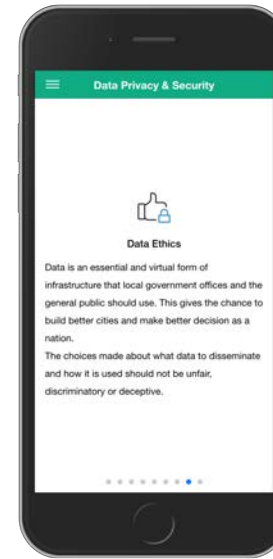 Data Privacy & Security
Data Ethics
Data is an essential and virtual form of
infrastructure that local government offices and the
general public should use. This gives the chance to
build better cities and make better decision as a
nation.
The choices made about what data to disseminate
and how it is used should not be unfair,
discriminatory or deceptive.